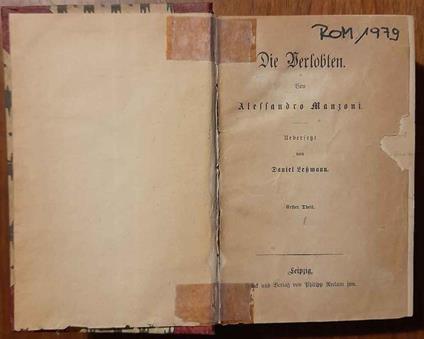 ROM/1979
Die Verlobten.
Von
Alessandro Manzoni.
Uebersetzt
von
Daniel Leßmann.
Erster Theil.
Leipzig,
und Verlag von Philipp Reclam jun.